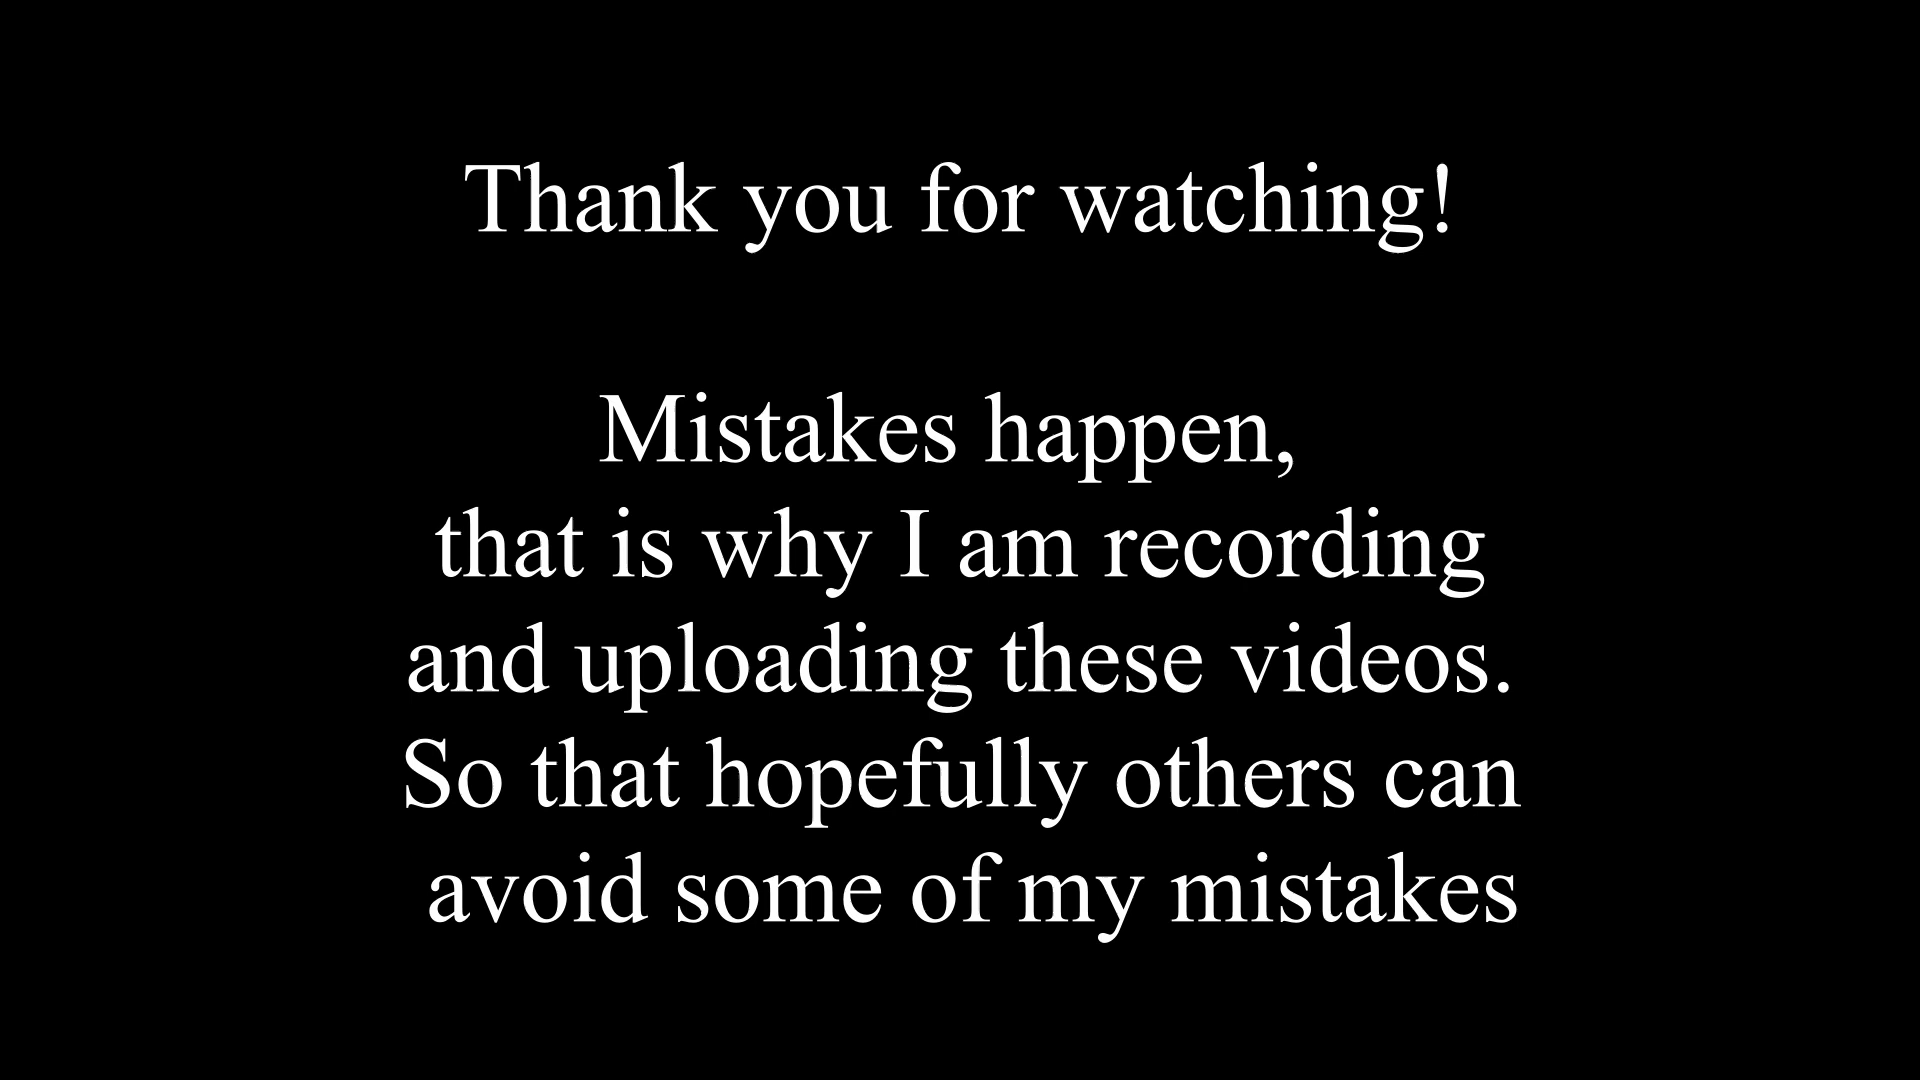 Thank you for watching!
Mistakes happen,
that is why I am recording
and uploading these videos.
So that hopefully others can
avoid some of my mistakes